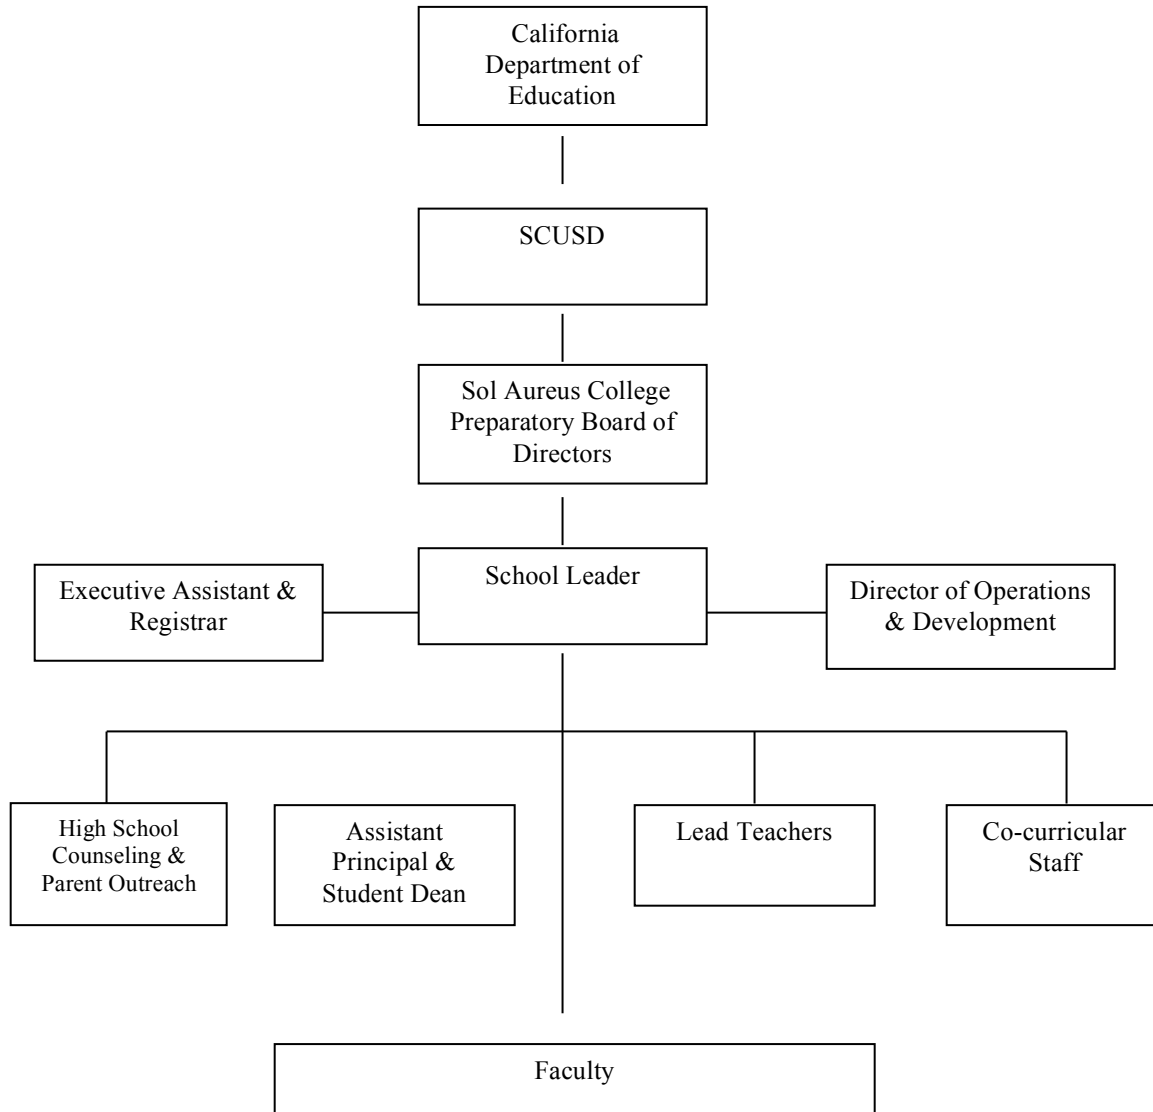 California
Department of
Education
SCUSD
Sol Aureus College
Preparatory Board of
Directors
Executive Assistant &
Registrar
School Leader
Director of Operations
& Development
High School
Counseling &
Parent Outreach
Assistant
Principal &
Student Dean
Lead Teachers
Co-curricular
Staff
Faculty